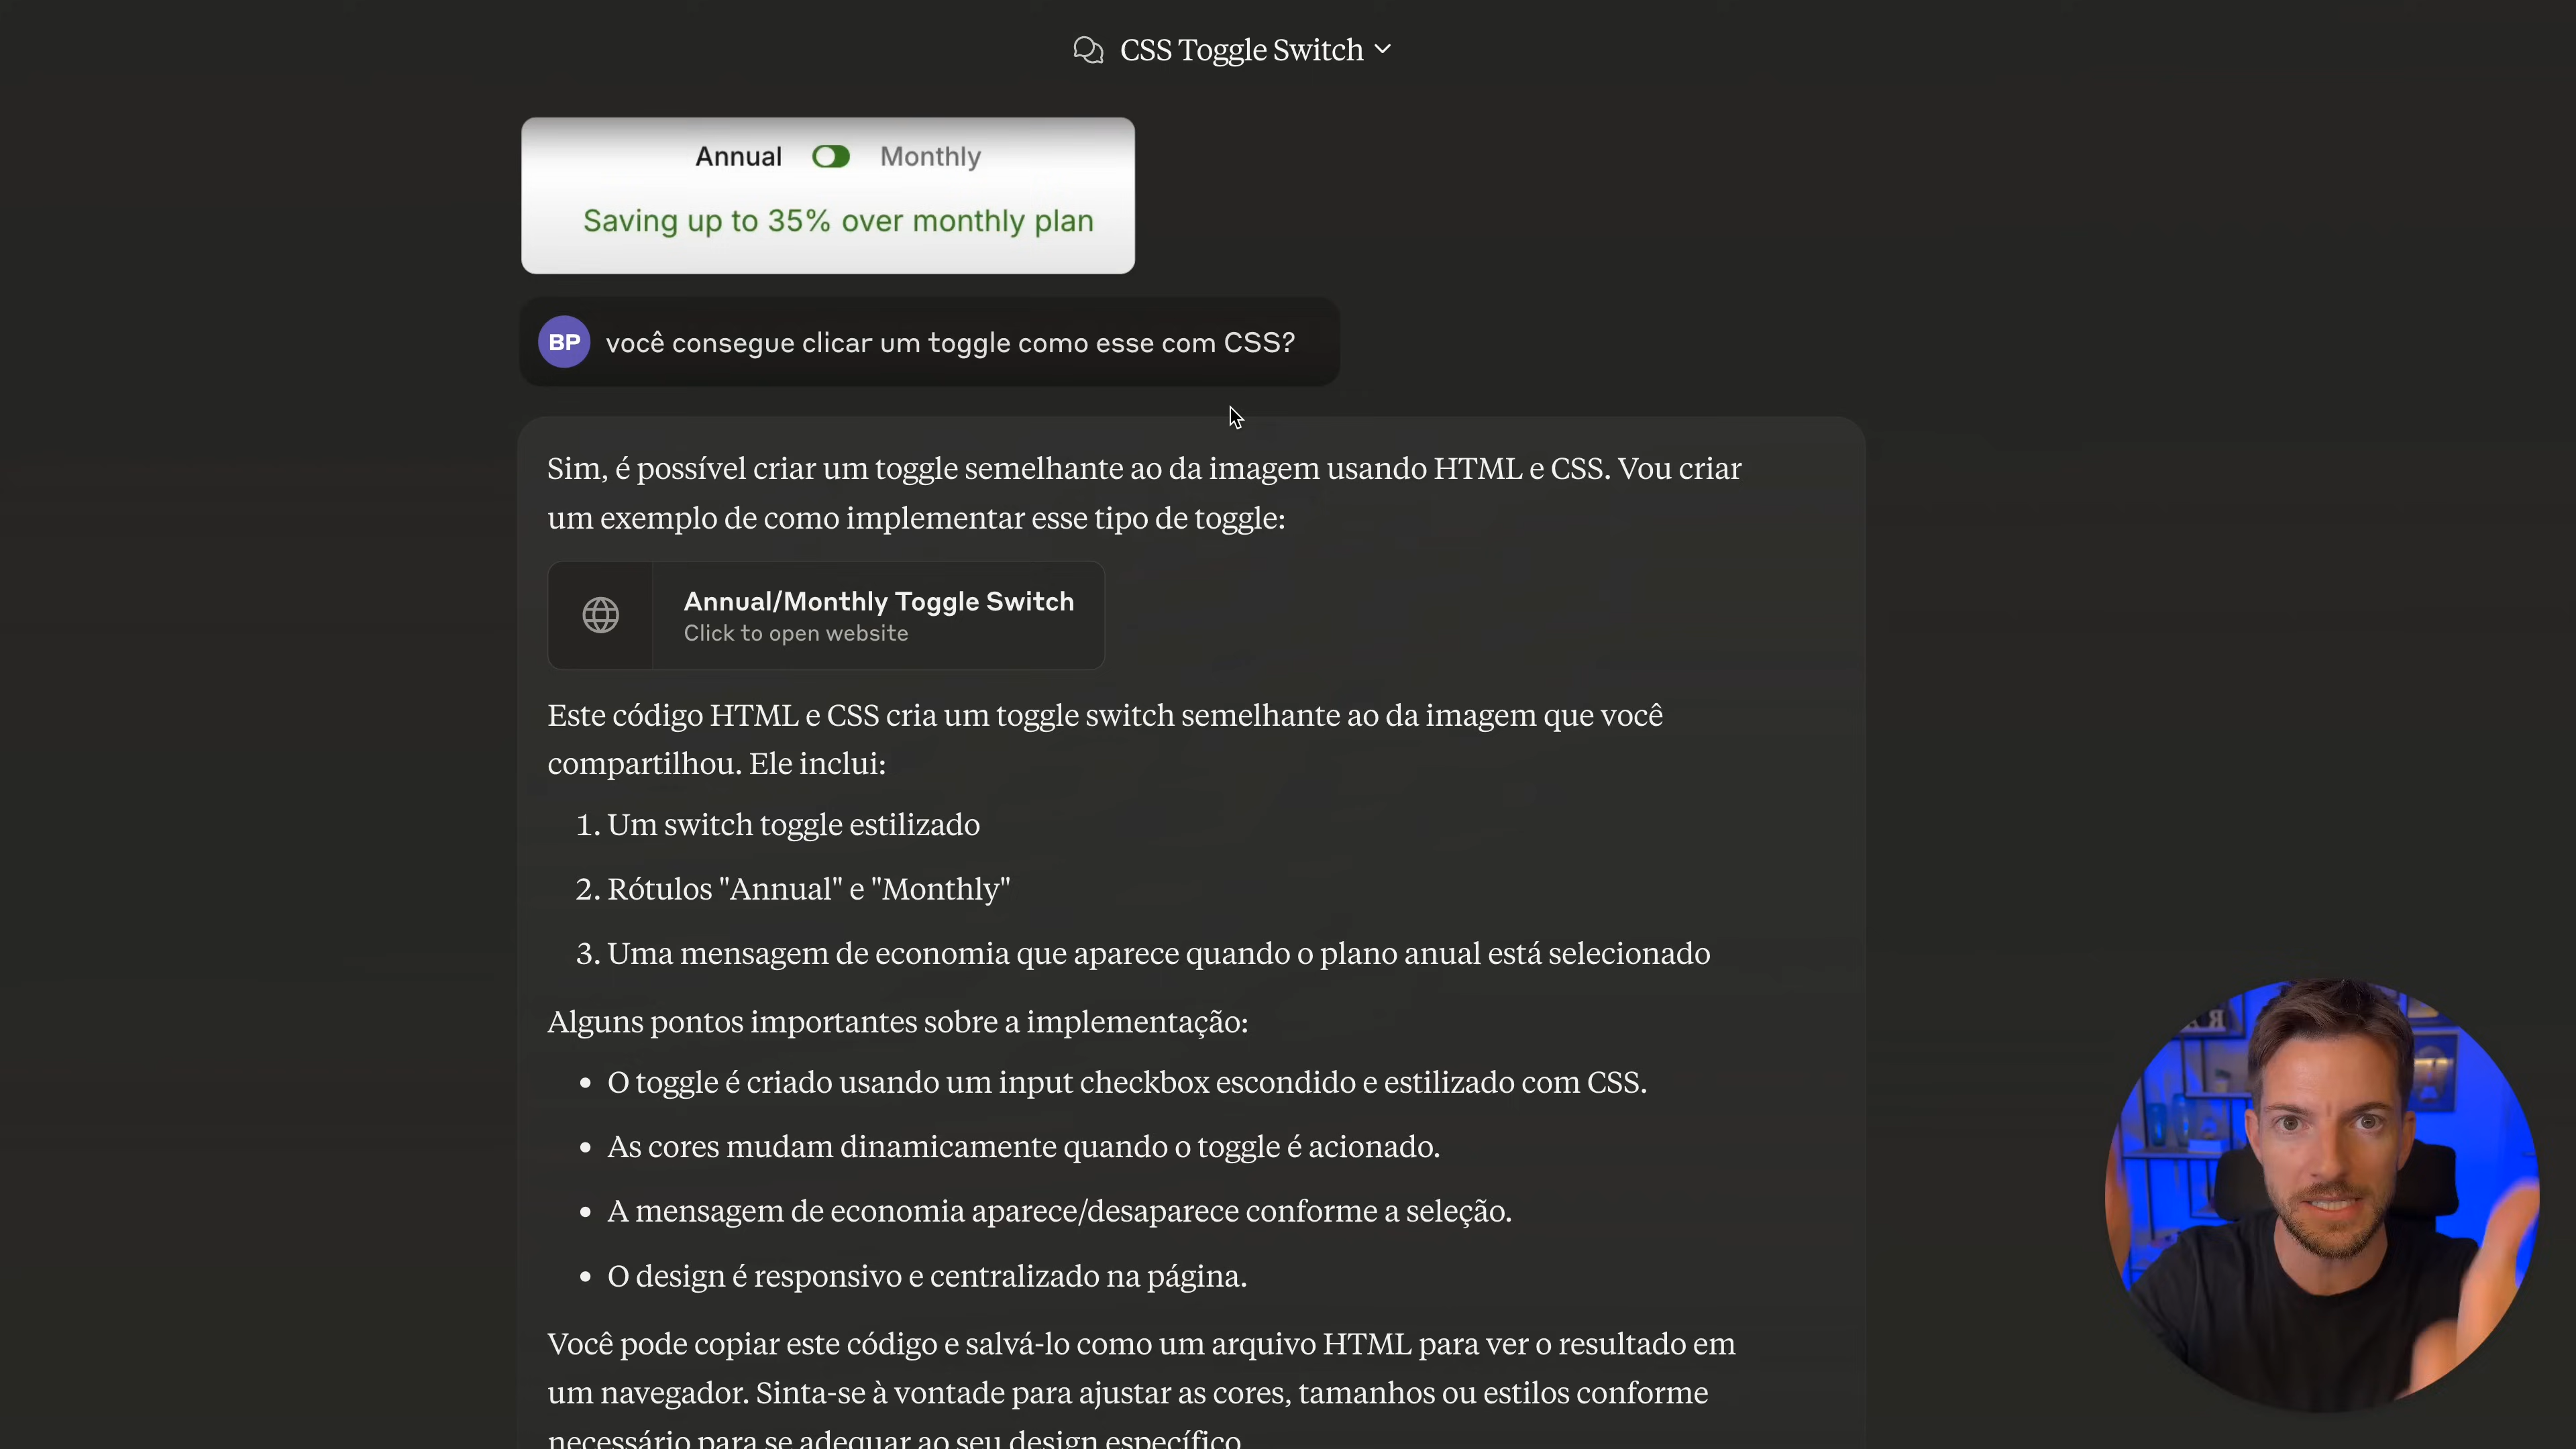 CSS Toggle Switch
Annual Monthly
Saving up to 35% over monthly plan
BP você consegue clicar um toggle como esse com CSS?
Sim, é possível criar um toggle semelhante ao da imagem usando HTML e CSS. Vou criar
um exemplo de como implementar esse tipo de toggle:
Annual/Monthly Toggle Switch
Click to open website
Este código HTML e CSS cria um toggle switch semelhante ao da imagem que você
compartilhou. Ele inclui:
1. Um switch toggle estilizado
2. Rótulos "Annual" e "Monthly"
3. Uma mensagem de economia que aparece quando o plano anual está selecionado
Alguns pontos importantes sobre a implementação:
• O toggle é criado usando um input checkbox escondido e estilizado com CSS.
• As cores mudam dinamicamente quando o toggle é acionado.
• A mensagem de economia aparece/desaparece conforme a seleção.
• O design é responsivo e centralizado na página.
Você pode copiar este código e salvá-lo como um arquivo HTML para ver o resultado em
um navegador. Sinta-se à vontade para ajustar as cores, tamanhos ou estilos conforme
necessário para se adequar ao seu design específico